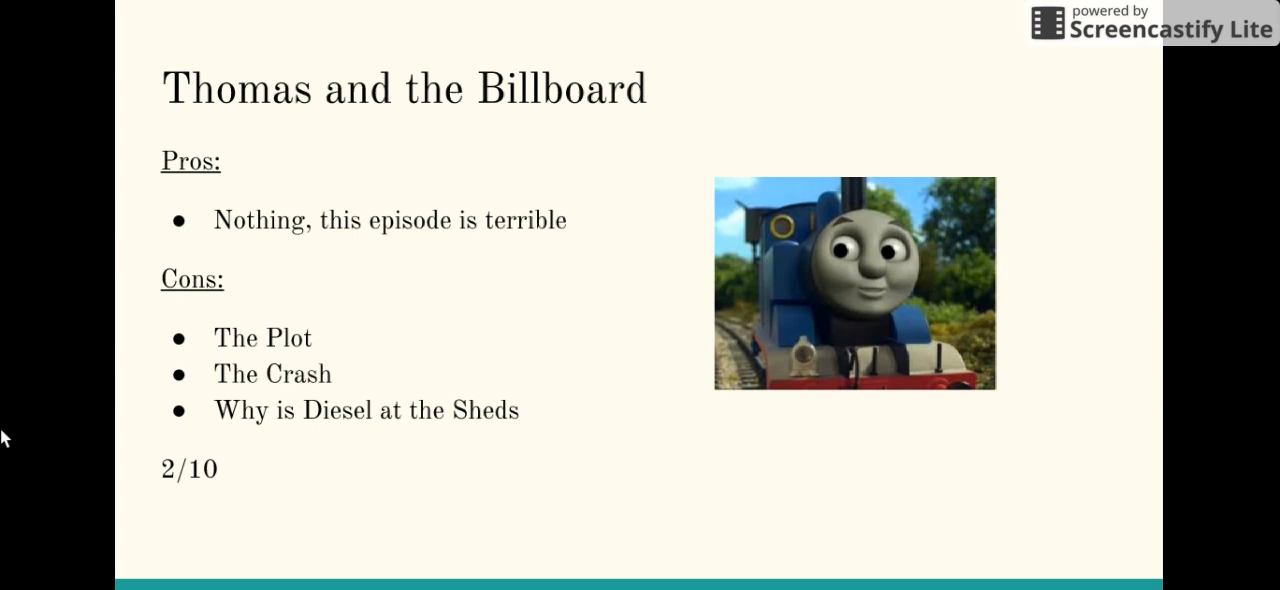 powered by
Screencastify Lite
Thomas and the Billboard
Pros:
● Nothing, this episode is terrible
Cons:
● The Plot
● The Crash
● Why is Diesel at the Sheds
2/10